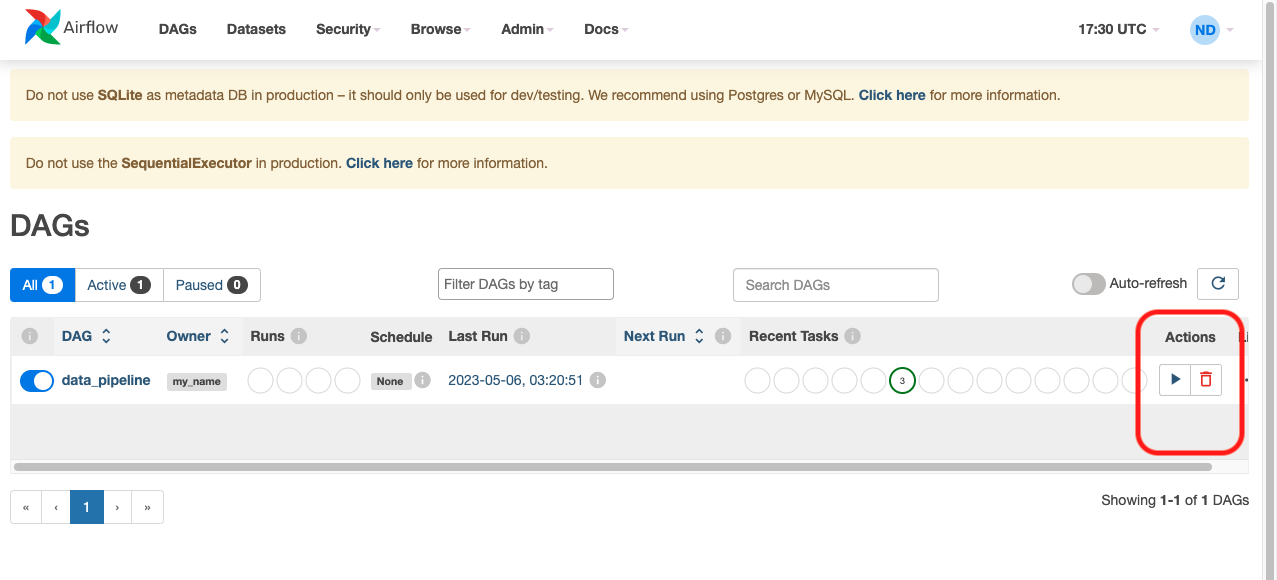 Airflow DAGs Datasets Security Browse Admin Docs 17:30 UTC ND
Do not use SQLite as metadata DB in production – it should only be used for dev/testing. We recommend using Postgres or MySQL. Click here for more information.
Do not use the SequentialExecutor in production. Click here for more information.
DAGs
All 1 Active 1 Paused 0 Filter DAGs by tag Search DAGs Auto-refresh
i DAG Owner Runs i Schedule Last Run i Next Run i Recent Tasks i Actions
data_pipeline my_name None i 2023-05-06, 03:20:51 i 3
« ‹ 1 › » Showing 1-1 of 1 DAGs